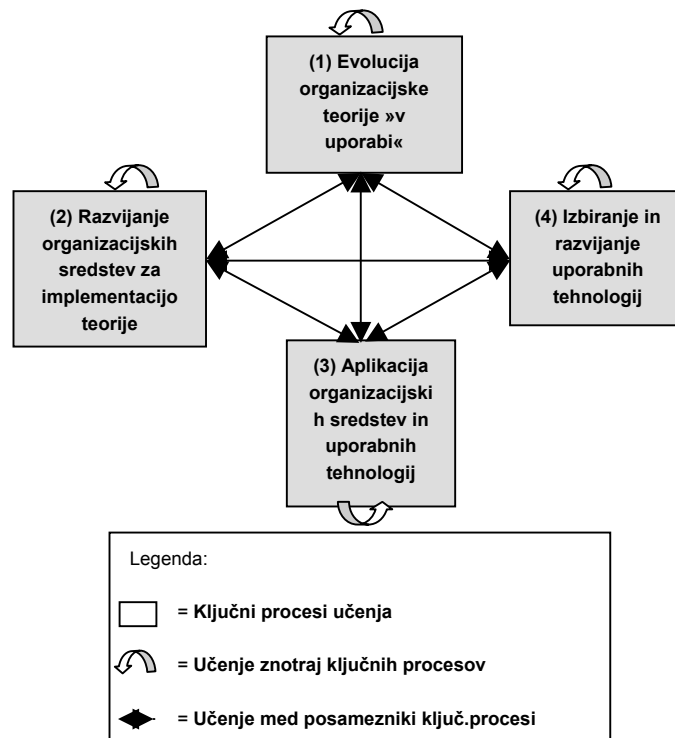 (1) Evolucija
organizacijske
teorije »v
uporabi«
(2) Razvijanje
organizacijskih
sredstev za
implementacijo
teorije
(4) Izbiranje in
razvijanje
uporabnih
tehnologij
(3) Aplikacija
organizacijski
h sredstev in
uporabnih
tehnologij
Legenda:
= Ključni procesi učenja
= Učenje znotraj ključnih procesov
= Učenje med posamezniki ključ.procesi